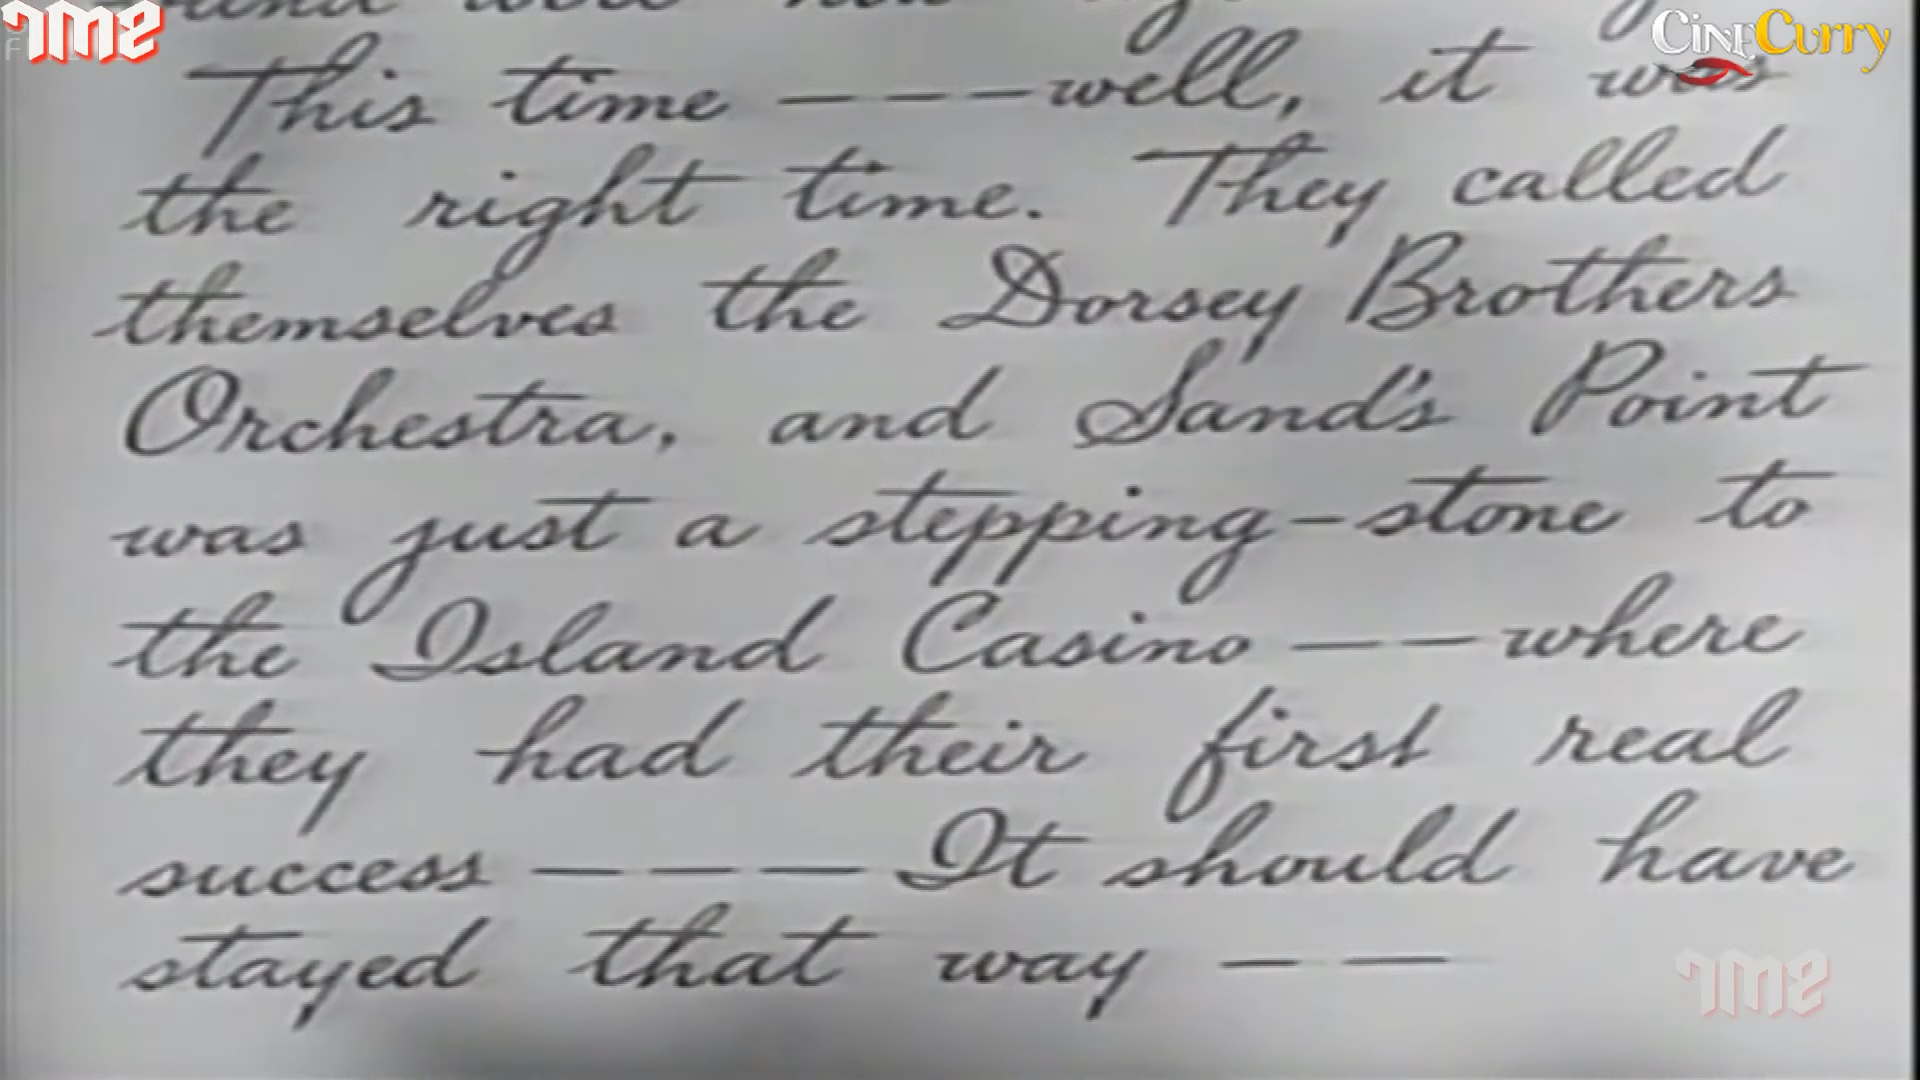 CineCurry
This time ---well, it was
the right time. They called
themselves the Dorsey Brothers
Orchestra, and Sand's Point
was just a stepping-stone to
the Island Casino --where
they had their first real
success --- It should have
stayed that way --